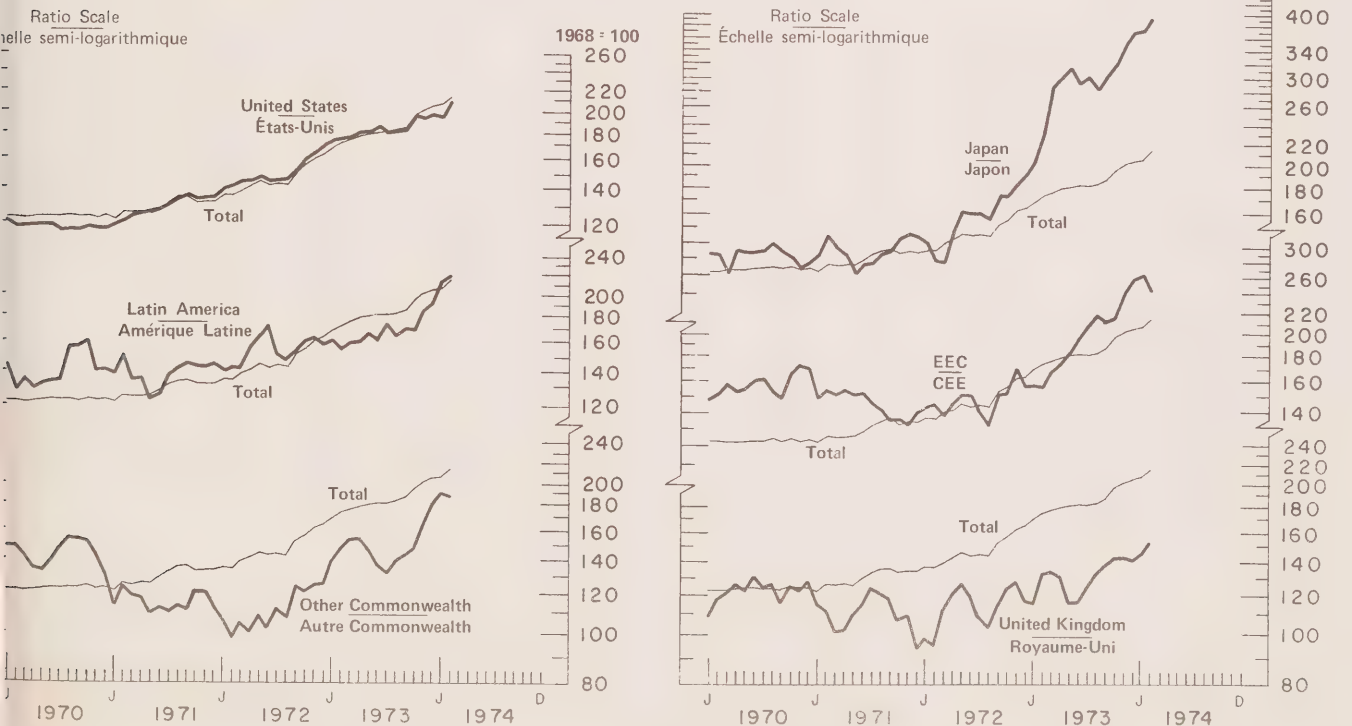 Ratio Scale
helle semi-logarithmique
1968 = 100
260
220
200
180
160
140
120
United States
États-Unis
Total
240
200
180
160
140
120
Latin America
Amérique Latine
Total
240
200
180
160
140
120
100
80
Total
Other Commonwealth
Autre Commonwealth
J J J J J D
1970 1971 1972 1973 1974
Ratio Scale
Échelle semi-logarithmique
400
340
300
260
220
200
180
160
Japan
Japon
Total
300
260
220
200
180
160
140
EEC
CEE
Total
240
220
200
180
160
140
120
100
80
Total
United Kingdom
Royaume-Uni
J J J J J D
1970 1971 1972 1973 1974